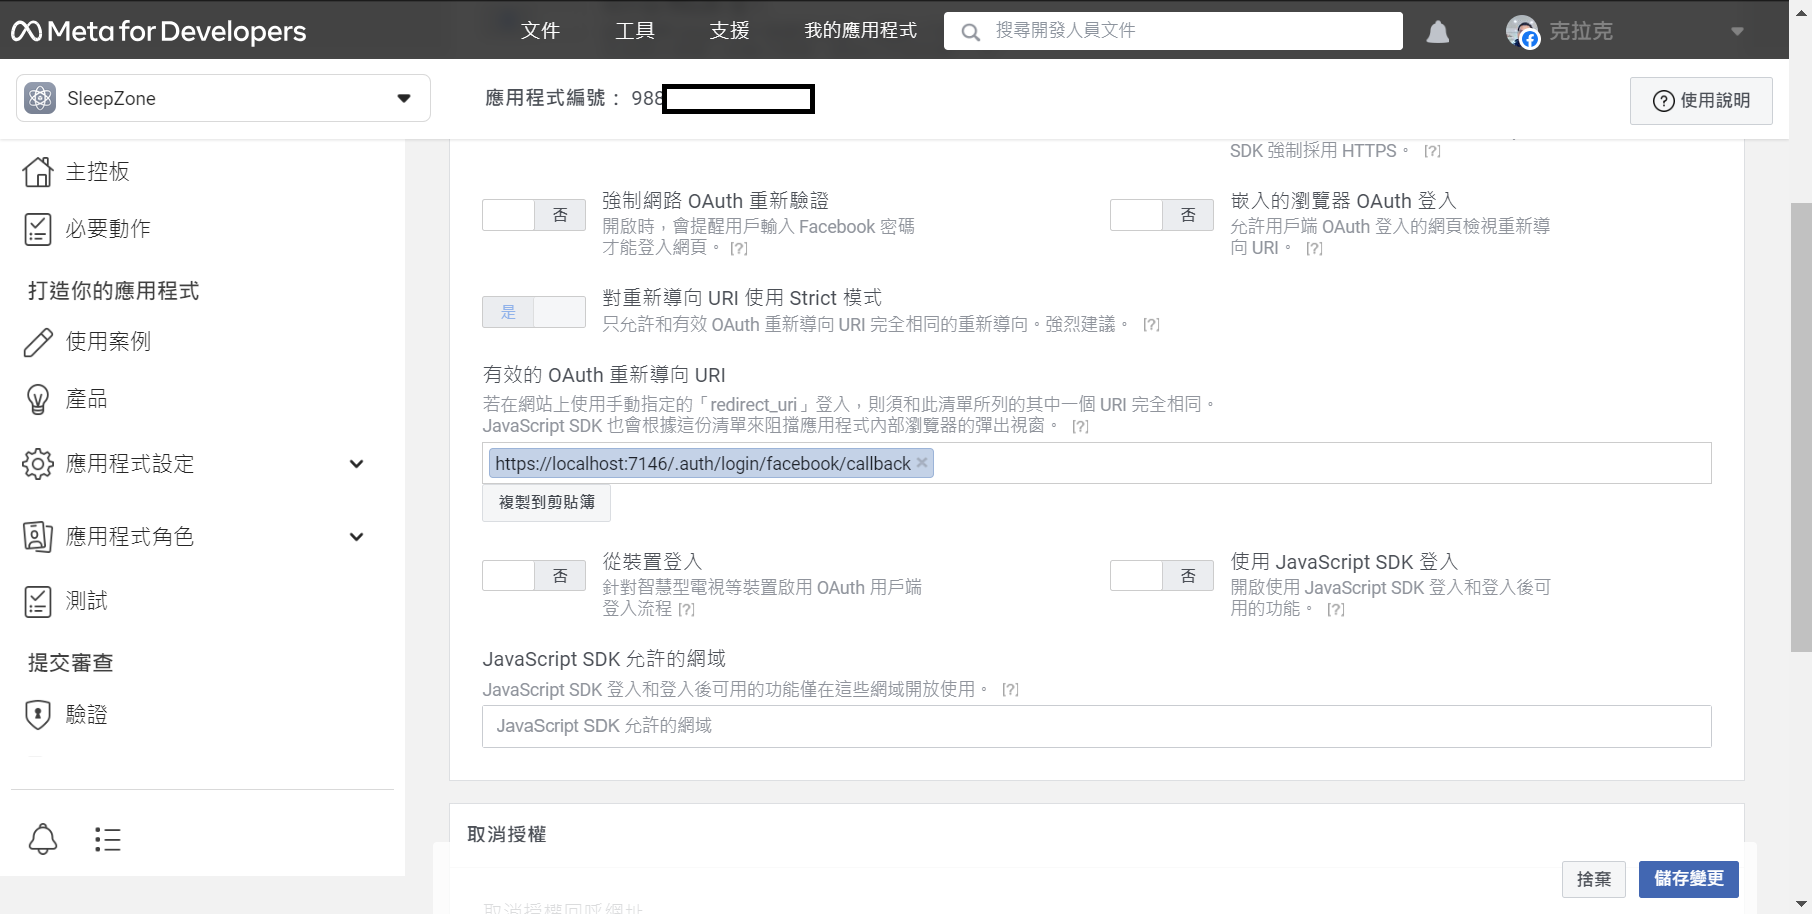 Meta for Developers
文件
工具
支援
我的應用程式
搜尋開發人員文件
克拉克
SleepZone
應用程式編號： 988
使用說明
主控板
必要動作
打造你的應用程式
使用案例
產品
應用程式設定
應用程式角色
測試
提交審查
驗證
SDK 強制採用 HTTPS。 [?]
否
強制網路 OAuth 重新驗證
開啟時，會提醒用戶輸入 Facebook 密碼
才能登入網頁。 [?]
否
嵌入的瀏覽器 OAuth 登入
允許用戶端 OAuth 登入的網頁檢視重新導
向 URI。 [?]
是
對重新導向 URI 使用 Strict 模式
只允許和有效 OAuth 重新導向 URI 完全相同的重新導向。強烈建議。 [?]
有效的 OAuth 重新導向 URI
若在網站上使用手動指定的「redirect_uri」登入，則須和此清單所列的其中一個 URI 完全相同。
JavaScript SDK 也會根據這份清單來阻擋應用程式內部瀏覽器的彈出視窗。 [?]
https://localhost:7146/.auth/login/facebook/callback
複製到剪貼簿
否
從裝置登入
針對智慧型電視等裝置啟用 OAuth 用戶端
登入流程 [?]
否
使用 JavaScript SDK 登入
開啟使用 JavaScript SDK 登入和登入後可
用的功能。 [?]
JavaScript SDK 允許的網域
JavaScript SDK 登入和登入後可用的功能僅在這些網域開放使用。 [?]
JavaScript SDK 允許的網域
取消授權
取消授權回呼網址
捨棄
儲存變更